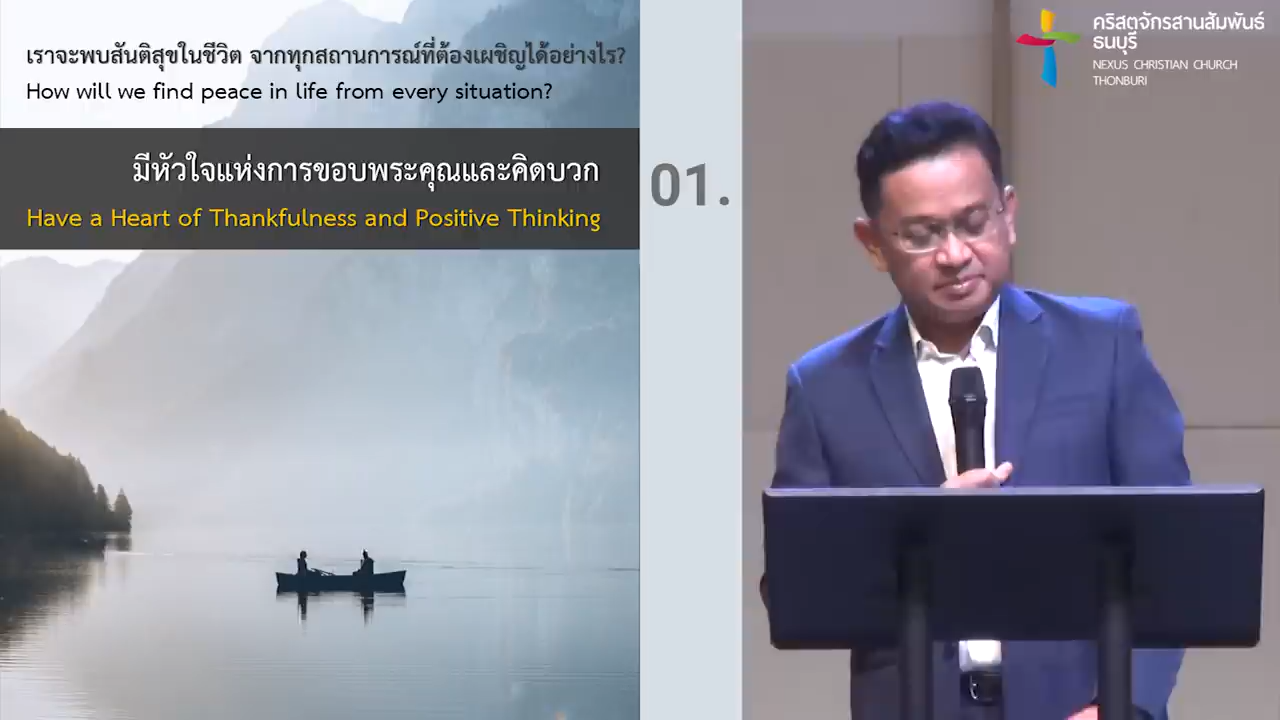 เราจะพบสันติสุขในชีวิต จากทุกสถานการณ์ที่ต้องเผชิญได้อย่างไร?
How will we find peace in life from every situation?
มีหัวใจแห่งการขอบพระคุณและคิดบวก
Have a Heart of Thankfulness and Positive Thinking
01.
คริสตจักรสานสัมพันธ์
ธนบุรี
NEXUS CHRISTIAN CHURCH
THONBURI